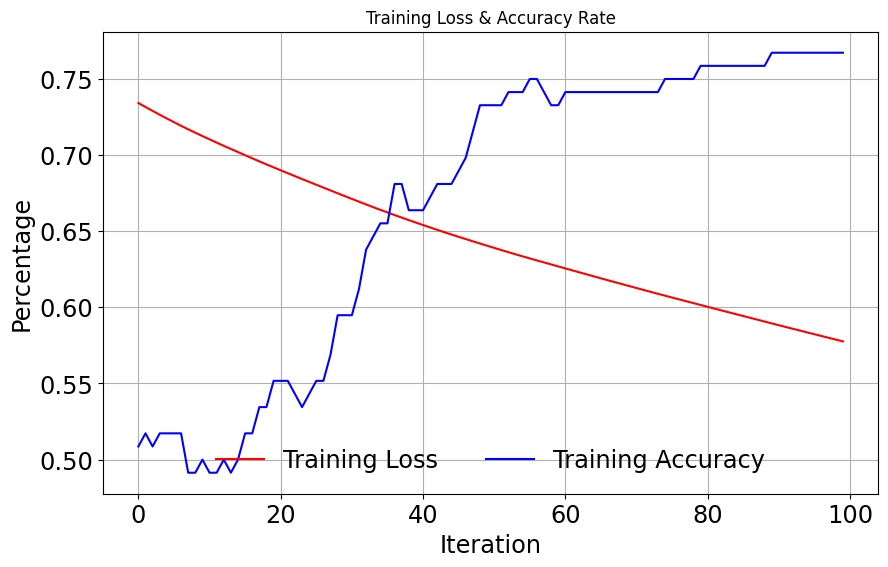 Training Loss & Accuracy Rate
0.75
0.70
0.65
0.60
0.55
0.50
Percentage
Training Loss Training Accuracy
0 20 40 60 80 100
Iteration